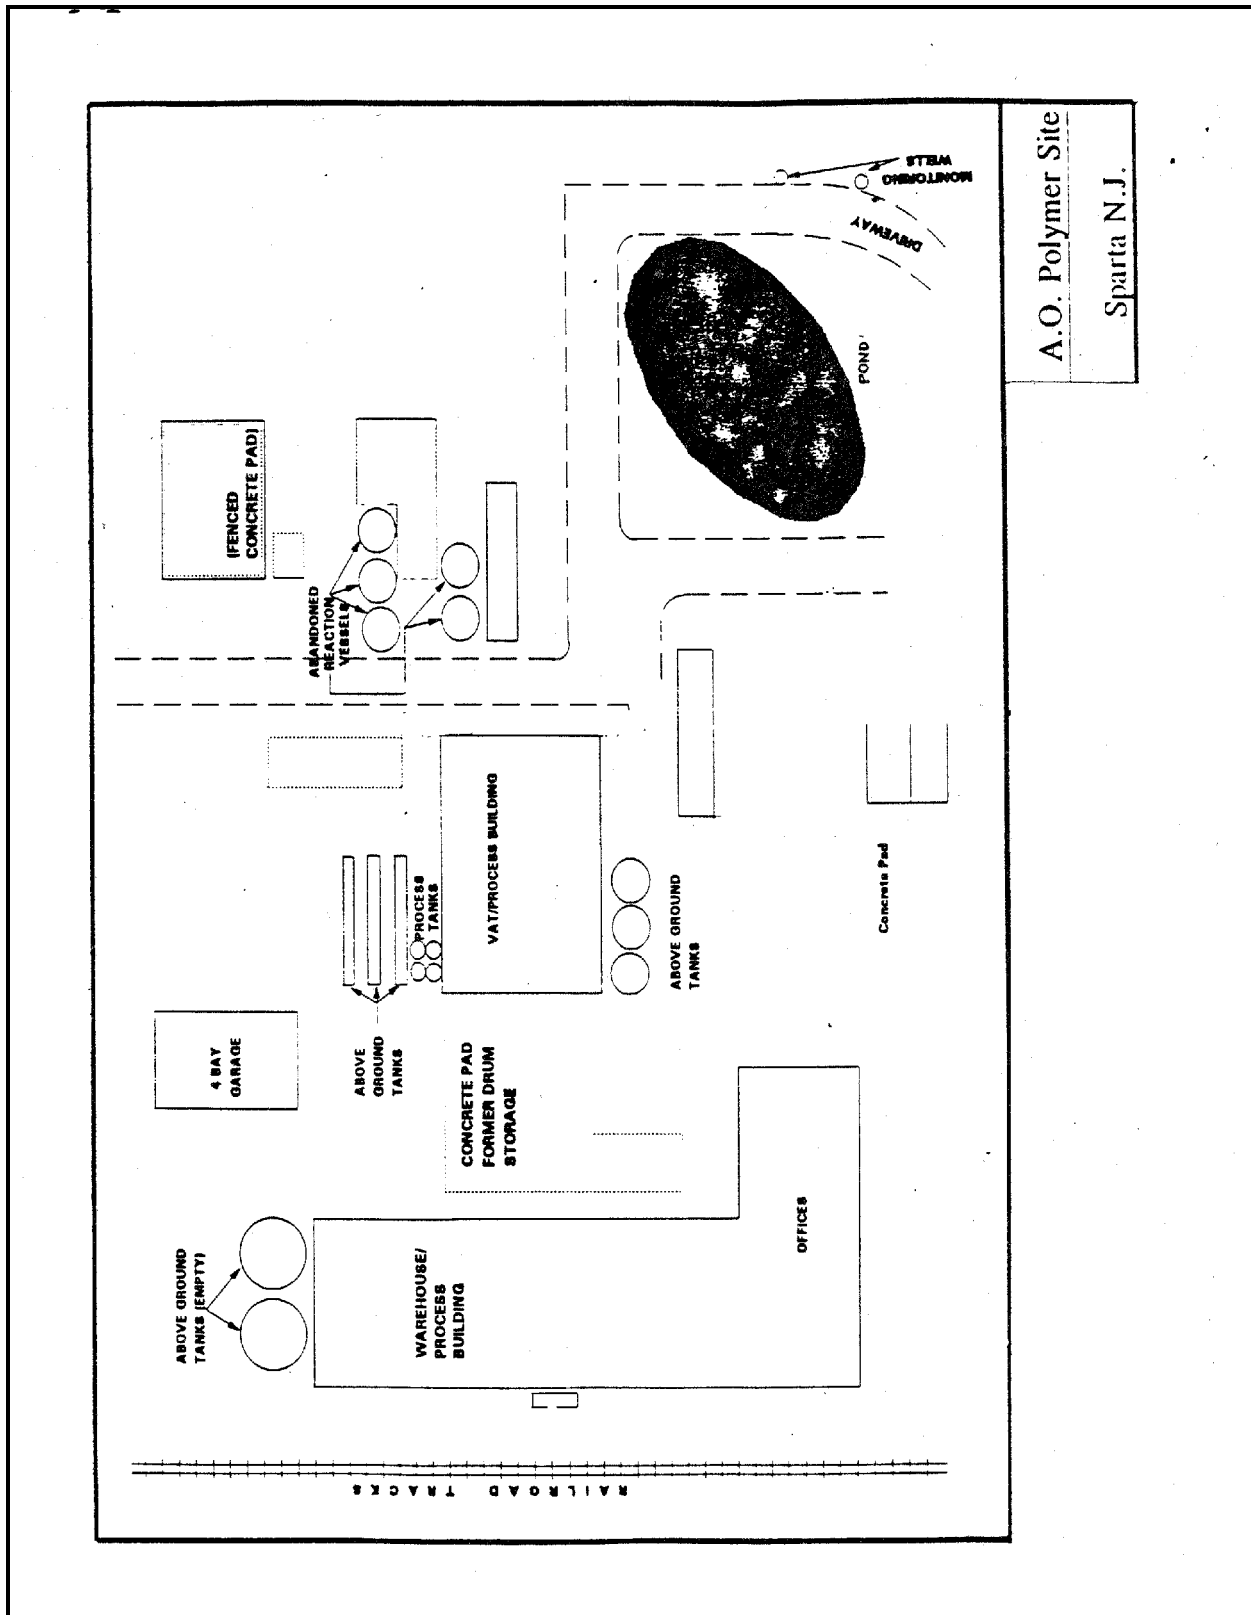 A.O. Polymer Site
Sparta N.J.
MONITORING
WELLS
DRIVEWAY
POND
(FENCED
CONCRETE PAD)
ABANDONED
REACTION
VESSELS
VAT/PROCESS BUILDING
PROCESS
TANKS
ABOVE GROUND
TANKS
Concrete Pad
4 BAY
GARAGE
ABOVE
GROUND
TANKS
CONCRETE PAD
FORMER DRUM
STORAGE
ABOVE GROUND
TANKS (EMPTY)
WAREHOUSE/
PROCESS
BUILDING
OFFICES
RAILROAD TRACKS